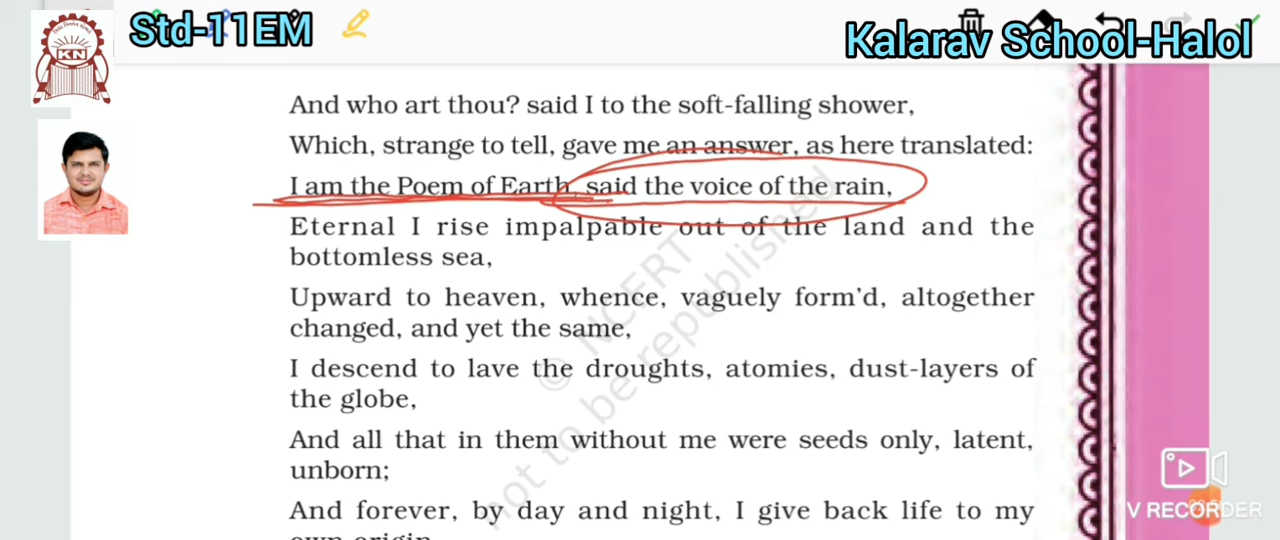 Std-11EM
Kalarav School-Halol
KN
And who art thou? said I to the soft-falling shower,
Which, strange to tell, gave me an answer, as here translated:
I am the Poem of Earth, said the voice of the rain,
Eternal I rise impalpable out of the land and the
bottomless sea,
Upward to heaven, whence, vaguely form'd, altogether
changed, and yet the same,
I descend to lave the droughts, atomies, dust-layers of
the globe,
And all that in them without me were seeds only, latent,
unborn;
And forever, by day and night, I give back life to my
own origin,
© NCERT
not to be republished
V RECORDER